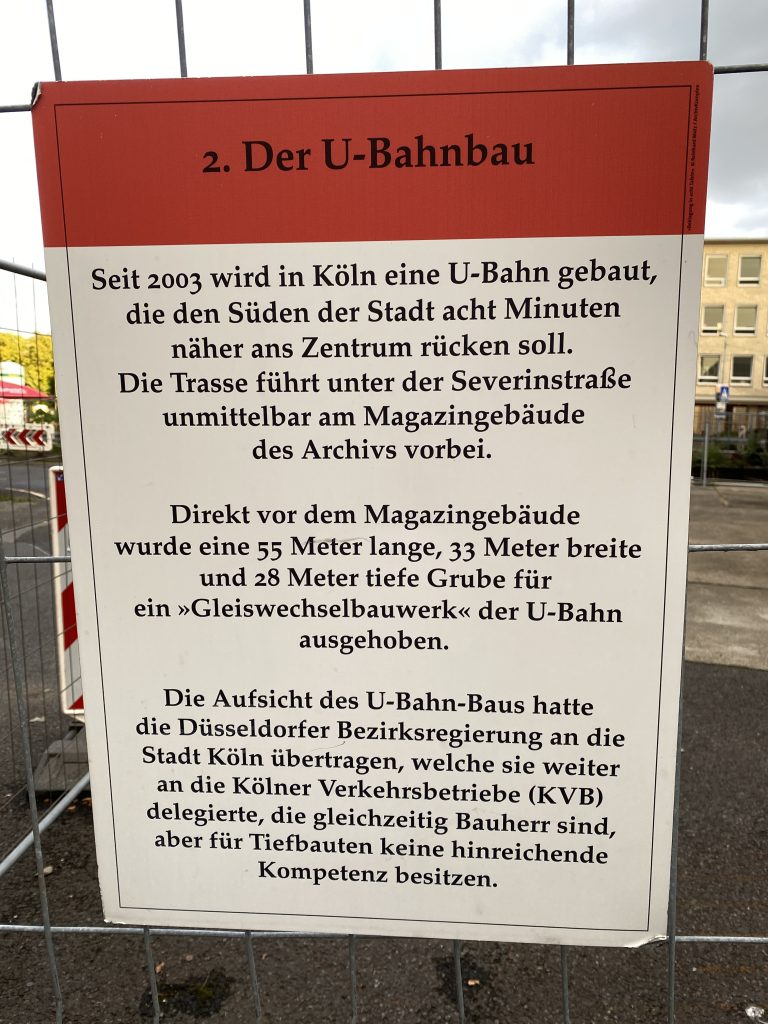 2. Der U-Bahnbau
Seit 2003 wird in Köln eine U-Bahn gebaut,
die den Süden der Stadt acht Minuten
näher ans Zentrum rücken soll.
Die Trasse führt unter der Severinstraße
unmittelbar am Magazingebäude
des Archivs vorbei.
Direkt vor dem Magazingebäude
wurde eine 55 Meter lange, 33 Meter breite
und 28 Meter tiefe Grube für
ein »Gleiswechselbauwerk« der U-Bahn
ausgehoben.
Die Aufsicht des U-Bahn-Baus hatte
die Düsseldorfer Bezirksregierung an die
Stadt Köln übertragen, welche sie weiter
an die Kölner Verkehrsbetriebe (KVB)
delegierte, die gleichzeitig Bauherr sind,
aber für Tiefbauten keine hinreichende
Kompetenz besitzen.